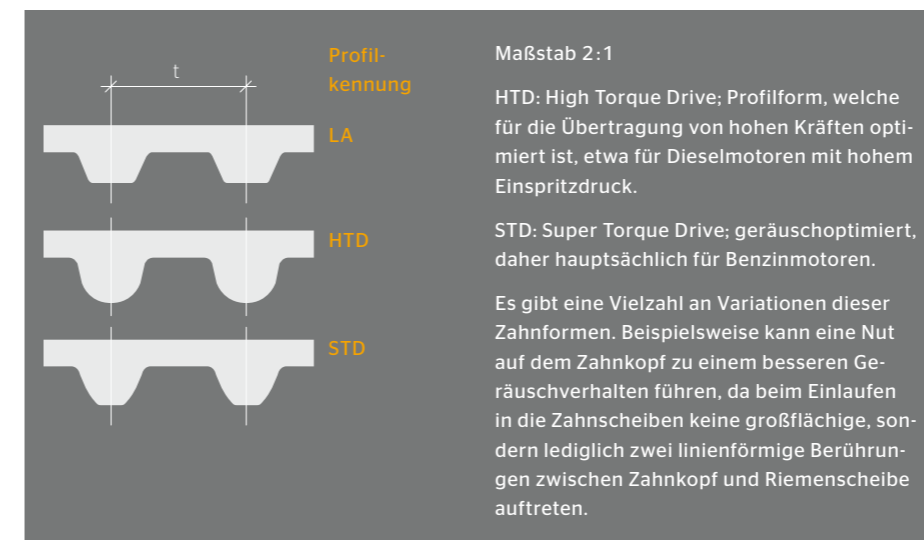 t
Profil-
kennung
LA
HTD
STD
Maßstab 2:1
HTD: High Torque Drive; Profilform, welche
für die Übertragung von hohen Kräften opti-
miert ist, etwa für Dieselmotoren mit hohem
Einspritzdruck.
STD: Super Torque Drive; geräuschoptimiert,
daher hauptsächlich für Benzinmotoren.
Es gibt eine Vielzahl an Variationen dieser
Zahnformen. Beispielsweise kann eine Nut
auf dem Zahnkopf zu einem besseren Ge-
räuschverhalten führen, da beim Einlaufen
in die Zahnscheiben keine großflächige, son-
dern lediglich zwei linienförmige Berührun-
gen zwischen Zahnkopf und Riemenscheibe
auftreten.